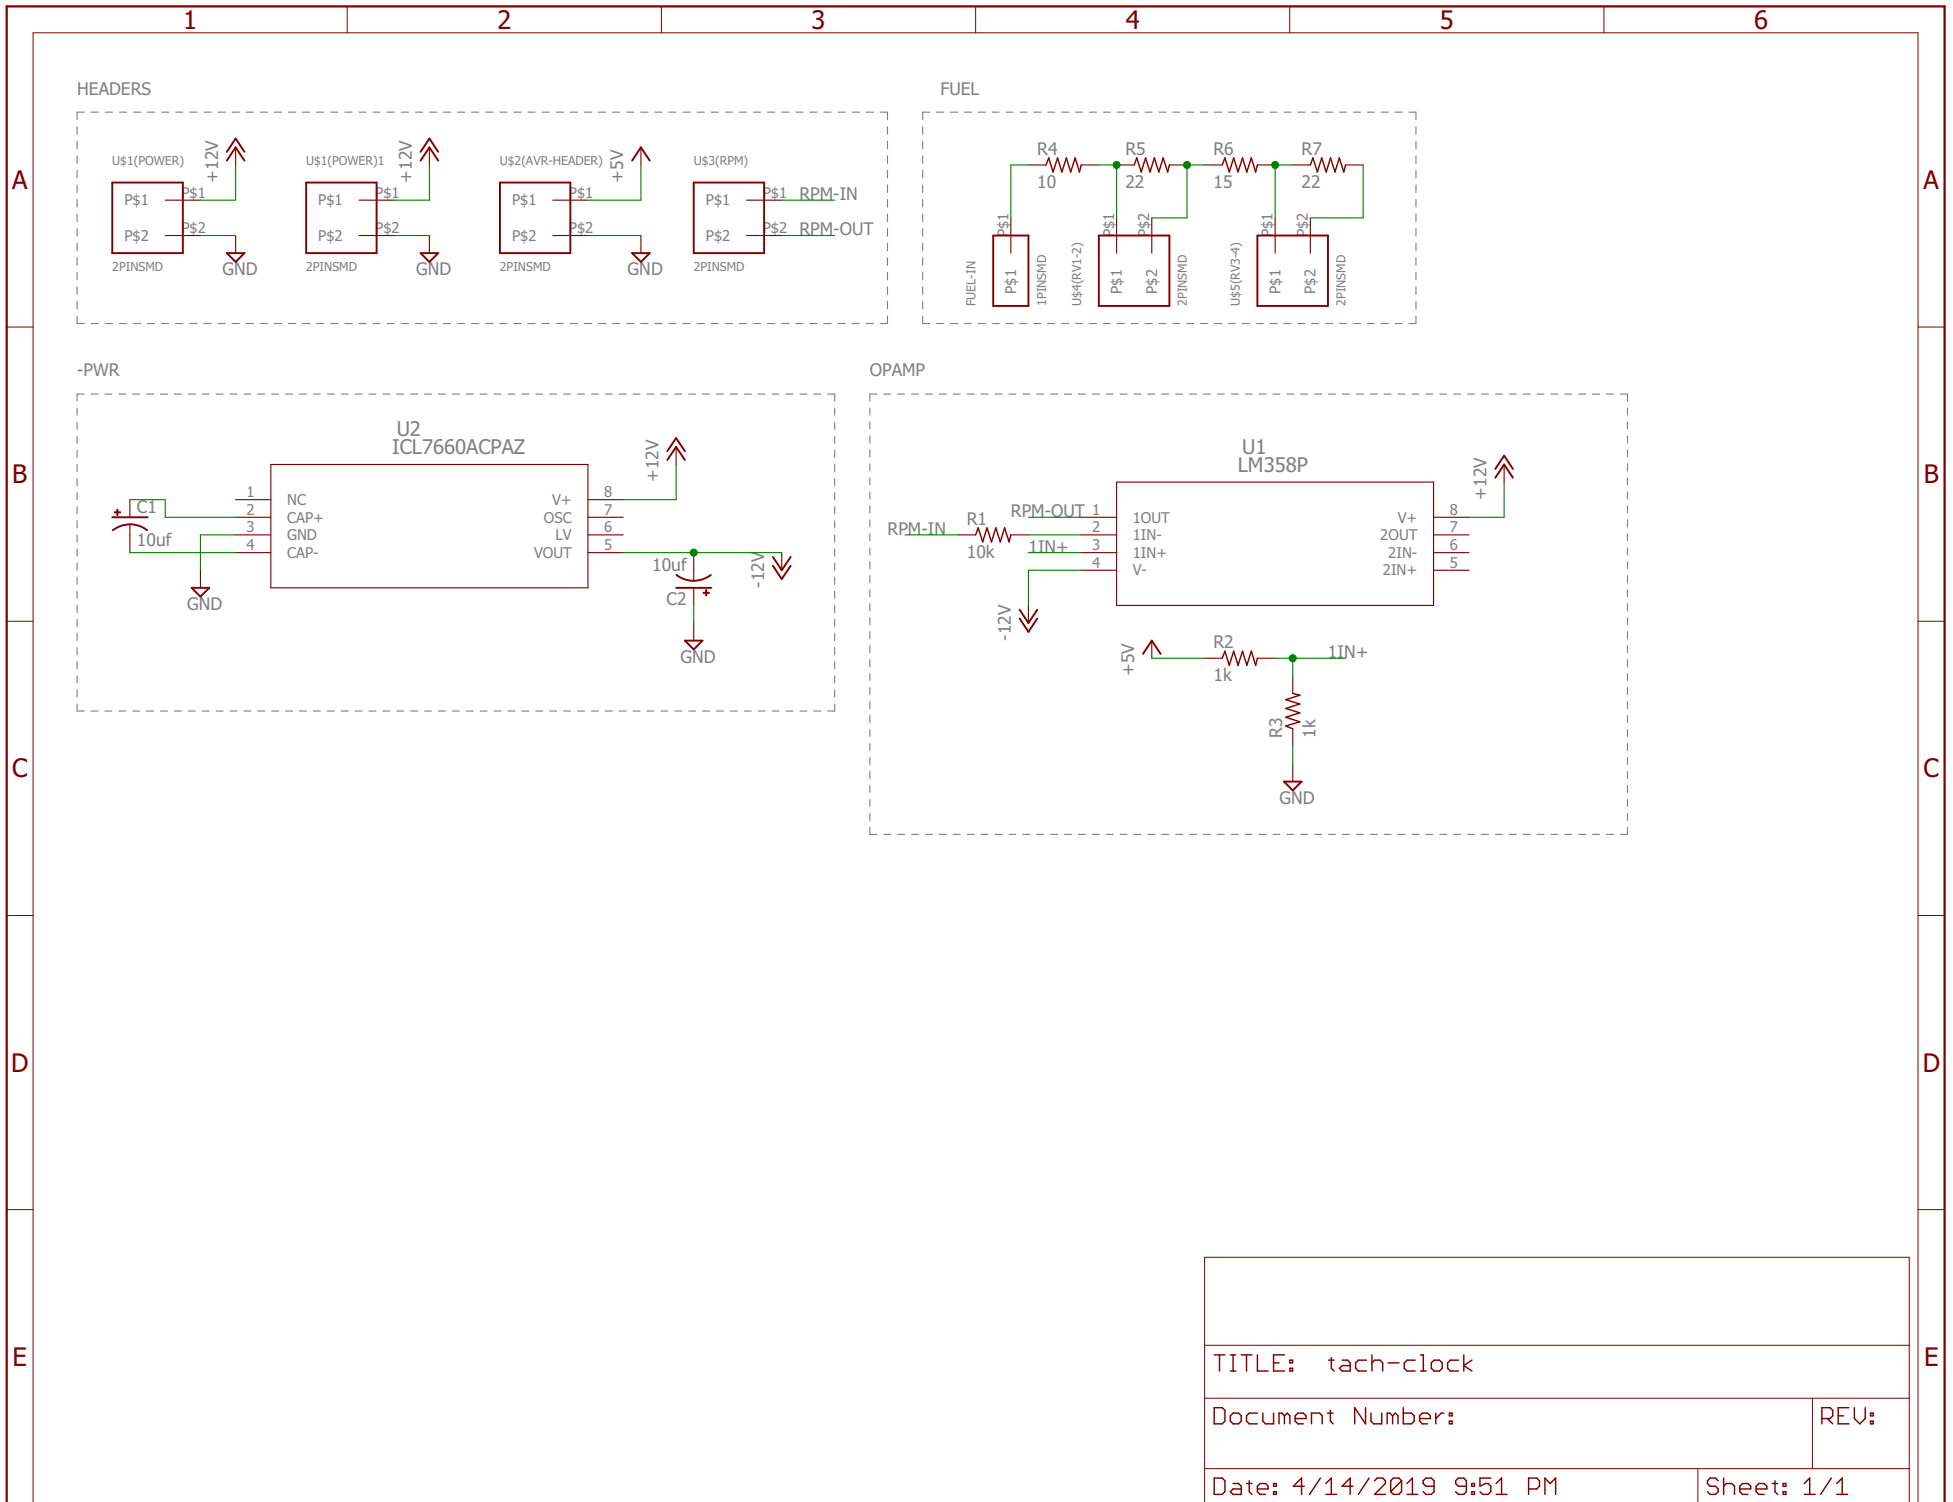 1 2 3 4 5 6
HEADERS
U$1(POWER)
+12V
P$1 P$1
P$2 P$2
2PINSMD
GND
U$1(POWER)1
+12V
P$1 P$1
P$2 P$2
2PINSMD
GND
U$2(AVR-HEADER)
+5V
P$1 P$1
P$2 P$2
2PINSMD
GND
U$3(RPM)
P$1 P$1 RPM-IN
P$2 P$2 RPM-OUT
2PINSMD
FUEL
R4 R5 R6 R7
10 22 15 22
P$1 P$1 P$2 P$1 P$2
FUEL-IN P$1 1PINSMD
U$4(RV1-2) P$1 P$2 2PINSMD
U$5(RV3-4) P$1 P$2 2PINSMD
A A
-PWR
U2
ICL7660ACPAZ
+12V
C1
10uf
1 NC V+ 8
2 CAP+ OSC 7
3 GND LV 6
4 CAP- VOUT 5
GND
10uf
C2
-12V
GND
OPAMP
U1
LM358P
+12V
RPM-OUT 1 1OUT V+ 8
RPM-IN R1 2 1IN- 2OUT 7
10k 1IN+ 3 1IN+ 2IN- 6
4 V- 2IN+ 5
-12V
+5V
R2
1k
1IN+
R3
1k
GND
B B
C C
D D
E E
TITLE: tach-clock
Document Number:
REV:
Date: 4/14/2019 9:51 PM
Sheet: 1/1